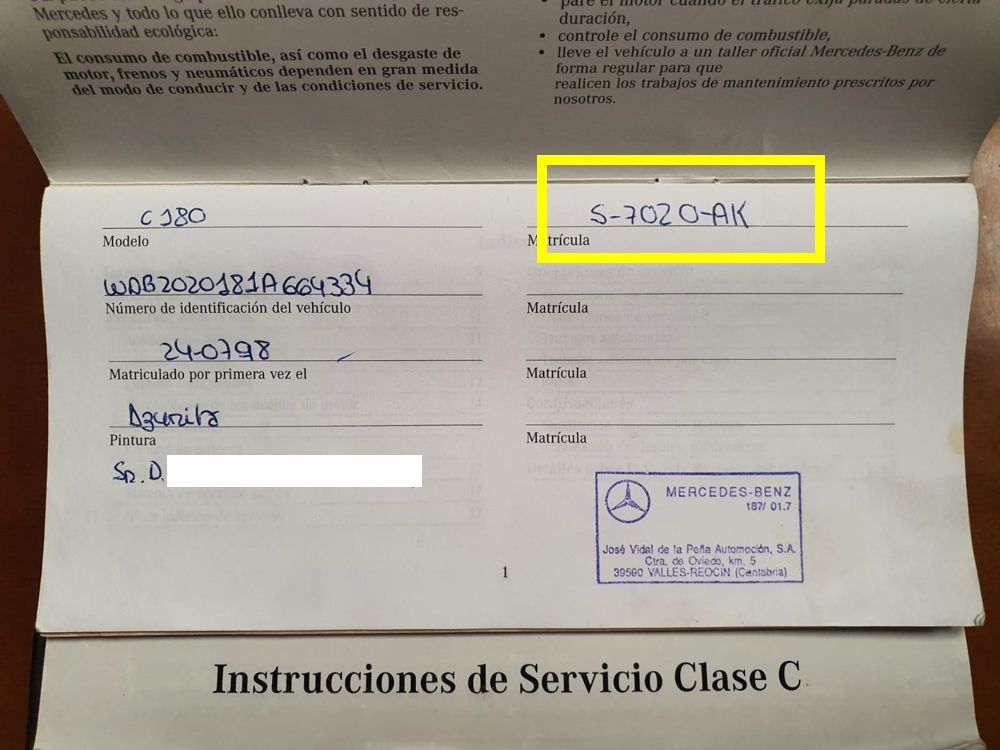 Mercedes y todo lo que ello conlleva con sentido de res-
ponsabilidad ecológica:
El consumo de combustible, así como el desgaste de
motor, frenos y neumáticos dependen en gran medida
del modo de conducir y de las condiciones de servicio.
duración,
• controle el consumo de combustible,
• lleve el vehículo a un taller oficial Mercedes-Benz de
forma regular para que
realicen los trabajos de mantenimiento prescritos por
nosotros.
C180
Modelo
WDB2020181A664334
Número de identificación del vehículo
24-0798
Matriculado por primera vez el
Azurita
Pintura
Sr. D.
S-7020-AK
Matrícula
Matrícula
Matrícula
Matrícula
MERCEDES-BENZ
187/ 01.7
José Vidal de la Peña Automoción, S.A.
Ctra. de Oviedo, km. 5
39590 VALLES-REOCIN (Cantabria)
1
Instrucciones de Servicio Clase C